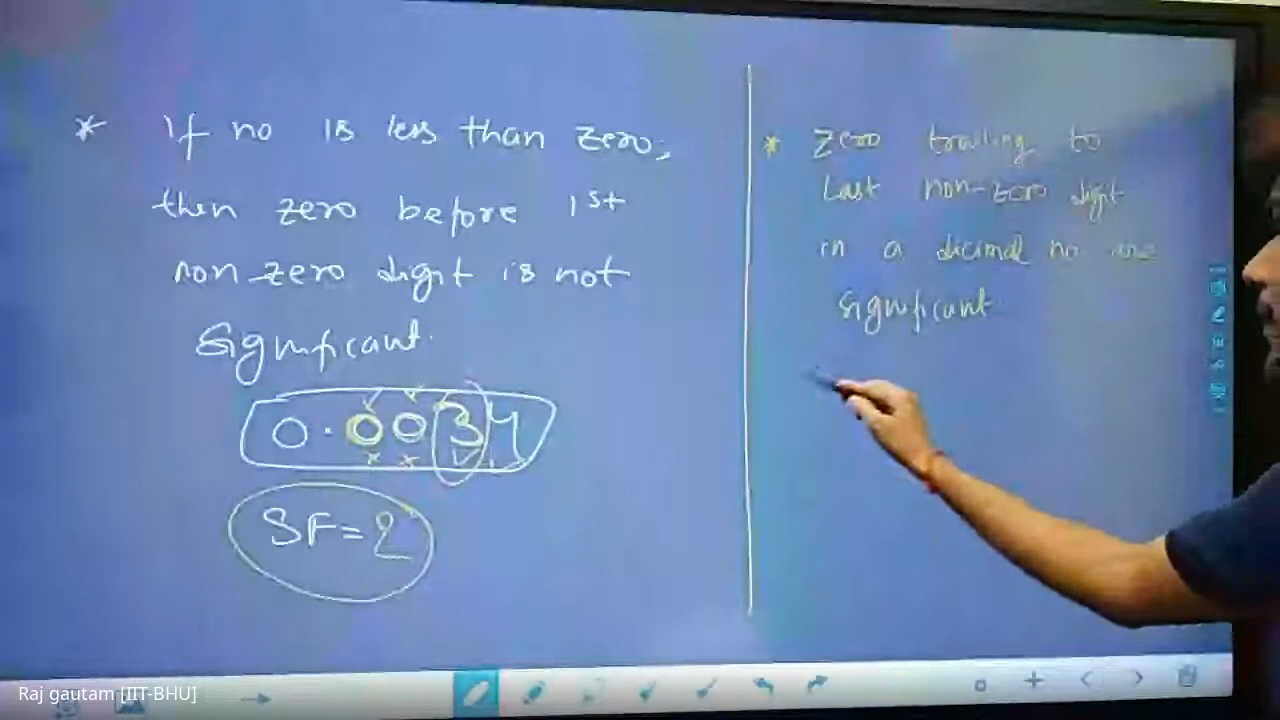 * If no is less than zero,
then zero before 1st
non-zero digit is not
significant.
0.0034
SF=2
* Zero trailing to
Last non-zero digit
in a decimal no are
significant
Raj gautam [IIT-BHU]